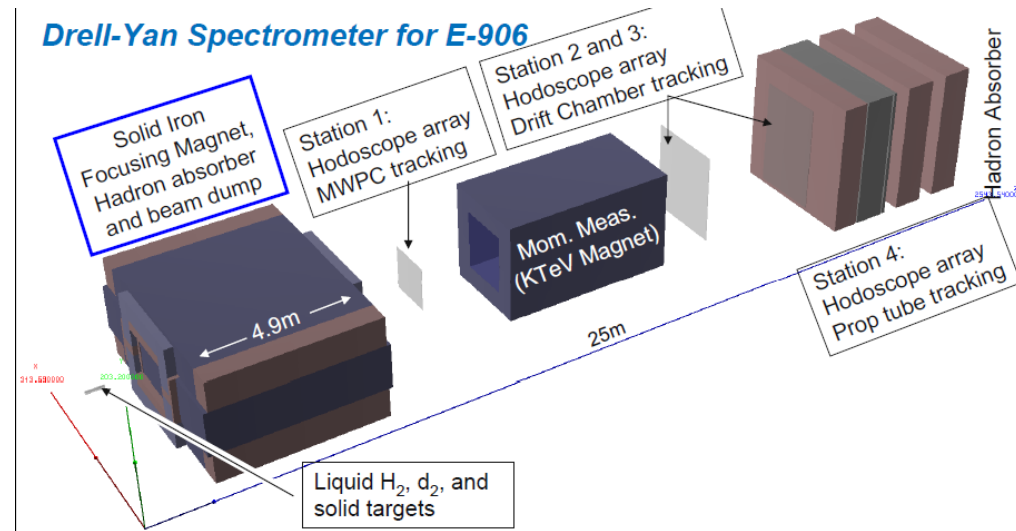 Drell-Yan Spectrometer for E-906
Solid Iron
Focusing Magnet,
Hadron absorber
and beam dump
Station 1:
Hodoscope array
MWPC tracking
Station 2 and 3:
Hodoscope array
Drift Chamber tracking
Hadron Absorber
Mom. Meas.
(KTeV Magnet)
Station 4:
Hodoscope array
Prop tube tracking
4.9m
25m
X
Liquid H₂, d₂, and
solid targets